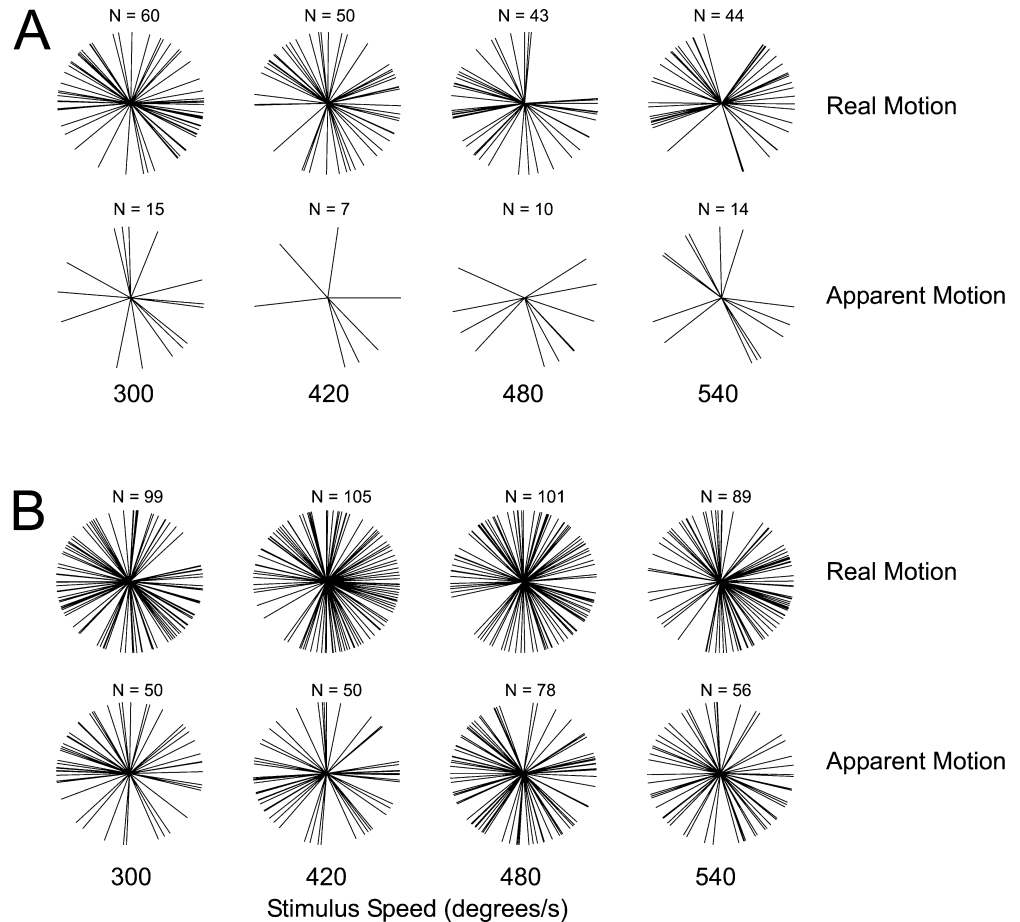 A
N = 60 N = 50 N = 43 N = 44
Real Motion
N = 15 N = 7 N = 10 N = 14
Apparent Motion
300 420 480 540
B
N = 99 N = 105 N = 101 N = 89
Real Motion
N = 50 N = 50 N = 78 N = 56
Apparent Motion
300 420 480 540
Stimulus Speed (degrees/s)